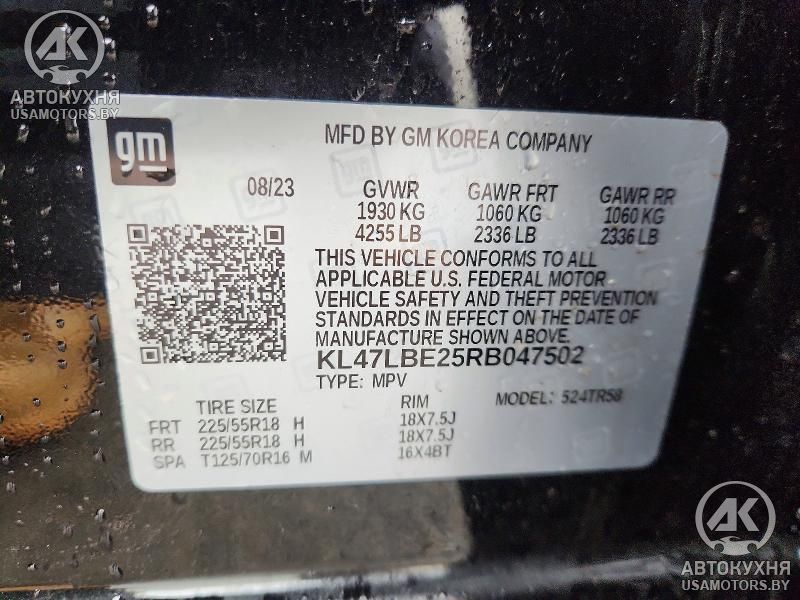 АК
АВТОКУХНЯ
USAMOTORS.BY
gm
MFD BY GM KOREA COMPANY
08/23 GVWR GAWR FRT GAWR RR
1930 KG 1060 KG 1060 KG
4255 LB 2336 LB 2336 LB
THIS VEHICLE CONFORMS TO ALL
APPLICABLE U.S. FEDERAL MOTOR
VEHICLE SAFETY AND THEFT PREVENTION
STANDARDS IN EFFECT ON THE DATE OF
MANUFACTURE SHOWN ABOVE.
KL47LBE25RB047502
TYPE: MPV MODEL: 524TR58
TIRE SIZE RIM
FRT 225/55R18 H 18X7.5J
RR 225/55R18 H 18X7.5J
SPA T125/70R16 M 16X4BT
АК
АВТОКУХНЯ
USAMOTORS.BY